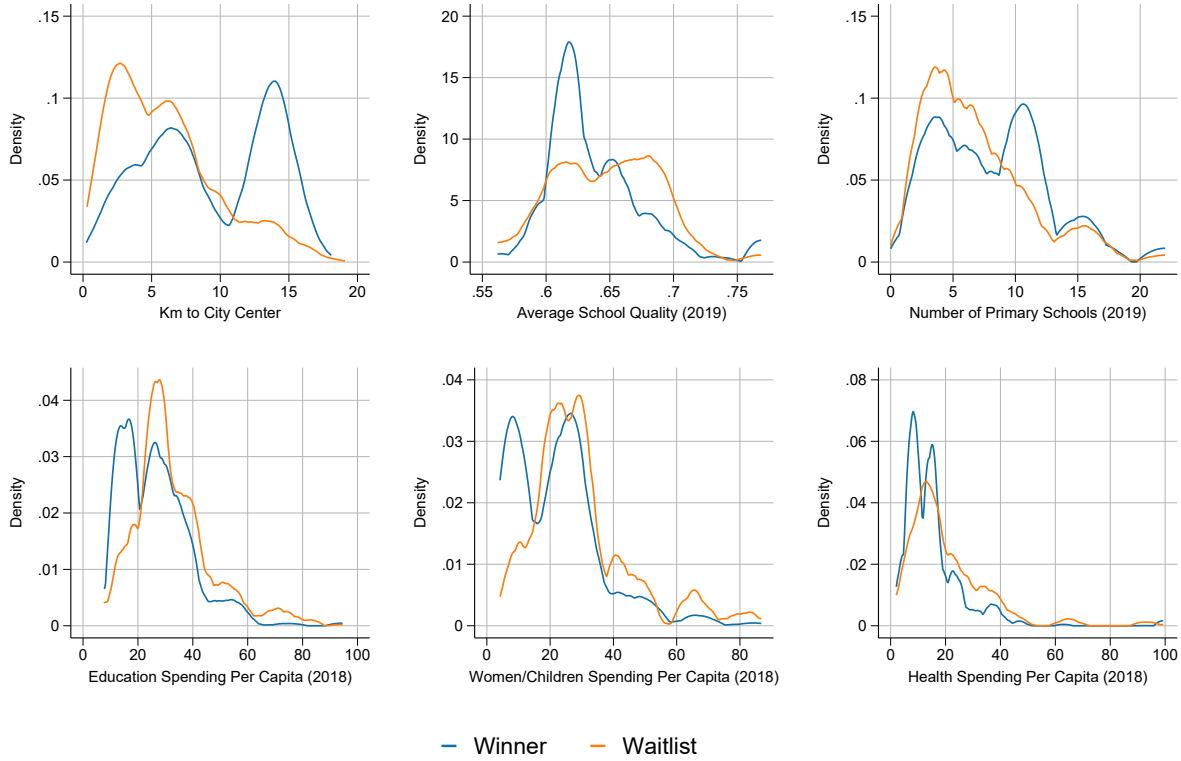 .15
.1
.05
0
Density
0 5 10 15 20
Km to City Center
20
15
10
5
0
Density
.55 .6 .65 .7 .75
Average School Quality (2019)
.15
.1
.05
0
Density
0 5 10 15 20
Number of Primary Schools (2019)
.04
.03
.02
.01
0
Density
0 20 40 60 80 100
Education Spending Per Capita (2018)
.04
.03
.02
.01
0
Density
0 20 40 60 80
Women/Children Spending Per Capita (2018)
.08
.06
.04
.02
0
Density
0 20 40 60 80 100
Health Spending Per Capita (2018)
Winner Waitlist